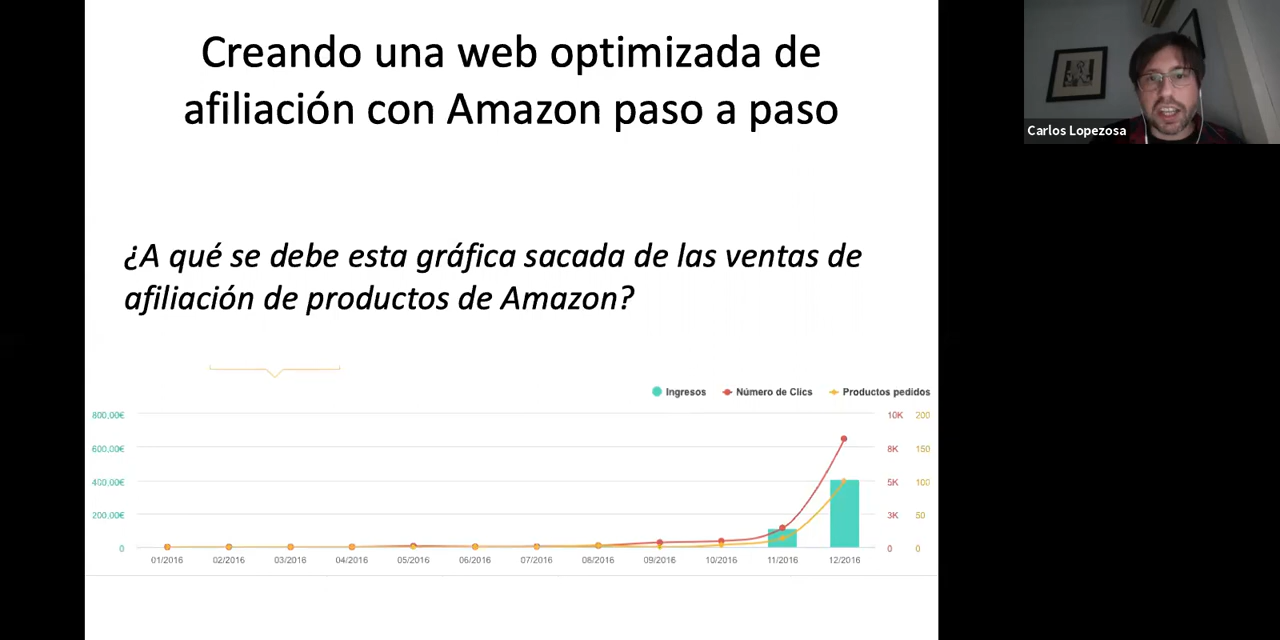 Creando una web optimizada de
afiliación con Amazon paso a paso
Carlos Lopezosa
¿A qué se debe esta gráfica sacada de las ventas de
afiliación de productos de Amazon?
Ingresos Número de Clics Productos pedidos
800,00€ 10K 200
600,00€ 8K 150
400,00€ 5K 100
200,00€ 3K 50
0 0 0
01/2016 02/2016 03/2016 04/2016 05/2016 06/2016 07/2016 08/2016 09/2016 10/2016 11/2016 12/2016